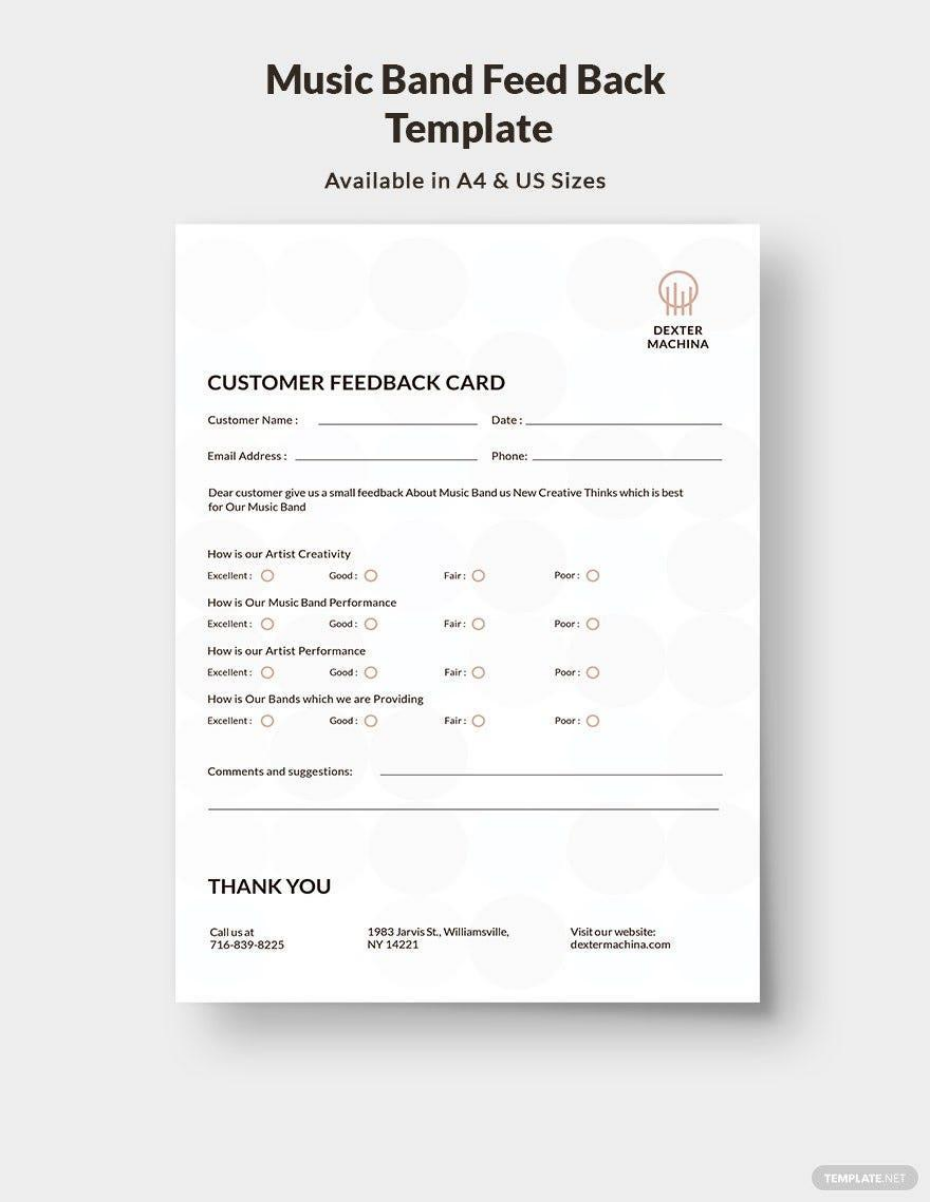 Music Band Feed Back
Template
Available in A4 & US Sizes
DEXTER
MACHINA
CUSTOMER FEEDBACK CARD
Customer Name : Date :
Email Address : Phone:
Dear customer give us a small feedback About Music Band us New Creative Thinks which is best
for Our Music Band
How is our Artist Creativity
Excellent : Good : Fair : Poor :
How is Our Music Band Performance
Excellent : Good : Fair : Poor :
How is our Artist Performance
Excellent : Good : Fair : Poor :
How is Our Bands which we are Providing
Excellent : Good : Fair : Poor :
Comments and suggestions:
THANK YOU
Call us at 1983 Jarvis St., Williamsville, Visit our website:
716-839-8225 NY 14221 dextermachina.com
TEMPLATE.NET